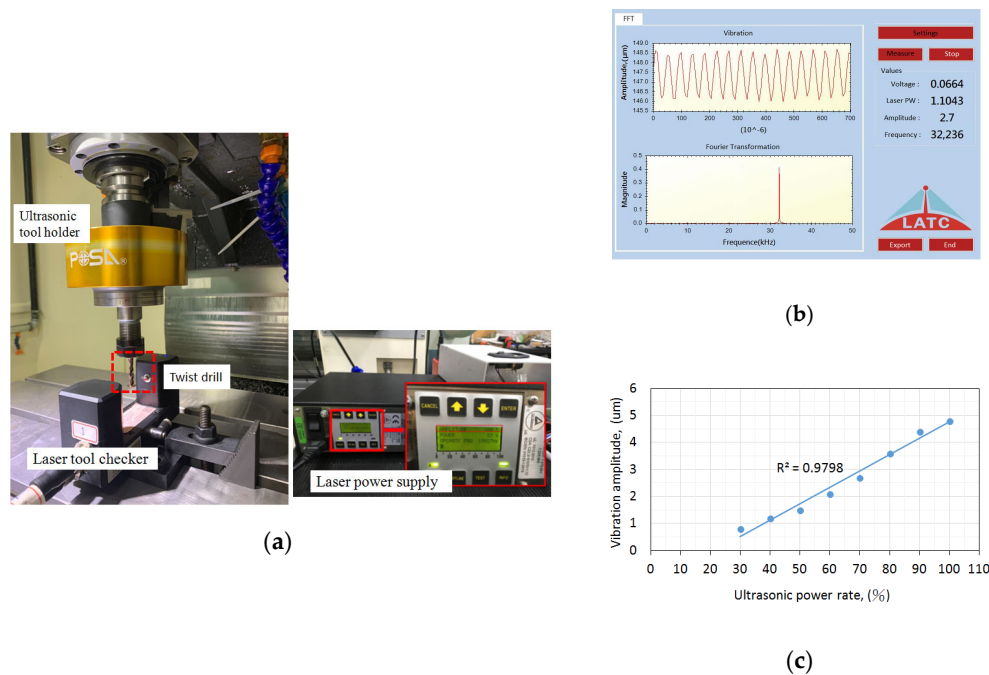 Ultrasonic
tool holder
POSA®
Twist drill
Laser tool checker
CANCEL
ENTER
TEST
INFO
Laser power supply
(a)
FFT
Vibration
Amplitude,(μm)
149.0
148.5
148.0
147.5
147.0
146.5
146.0
145.5
0 100 200 300 400 500 600 700
(10^-6)
Fourier Transformation
Magnitude
0.5
0.4
0.3
0.2
0.1
0.0
0 10 20 30 40 50
Frequence(kHz)
Settings
Measure Stop
Values
Voltage : 0.0664
Laser PW : 1.1043
Amplitude : 2.7
Frequency : 32,236
LATC
Export End
(b)
Vibration amplitude, (um)
6
5
4
3
2
1
0
R² = 0.9798
0 10 20 30 40 50 60 70 80 90 100 110
Ultrasonic power rate, (%)
(c)